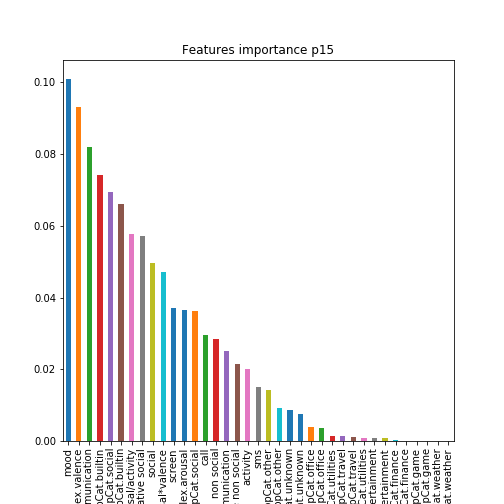 Features importance p15
0.10
0.08
0.06
0.04
0.02
0.00
mood
ex.valence
munication
pCat.builtin
pCat.social
pCat.builtin
sal/activity
ative social
social
al*valence
screen
lex.arousal
pCat.social
call
non social
munication
non social
activity
sms
ppCat.other
ppCat.other
at.unknown
at.unknown
pCat.office
pCat.office
Cat.utilities
pCat.travel
pCat.travel
Cat.utilities
ertainment
ertainment
Cat.finance
Cat.finance
pCat.game
pCat.game
at.weather
at.weather